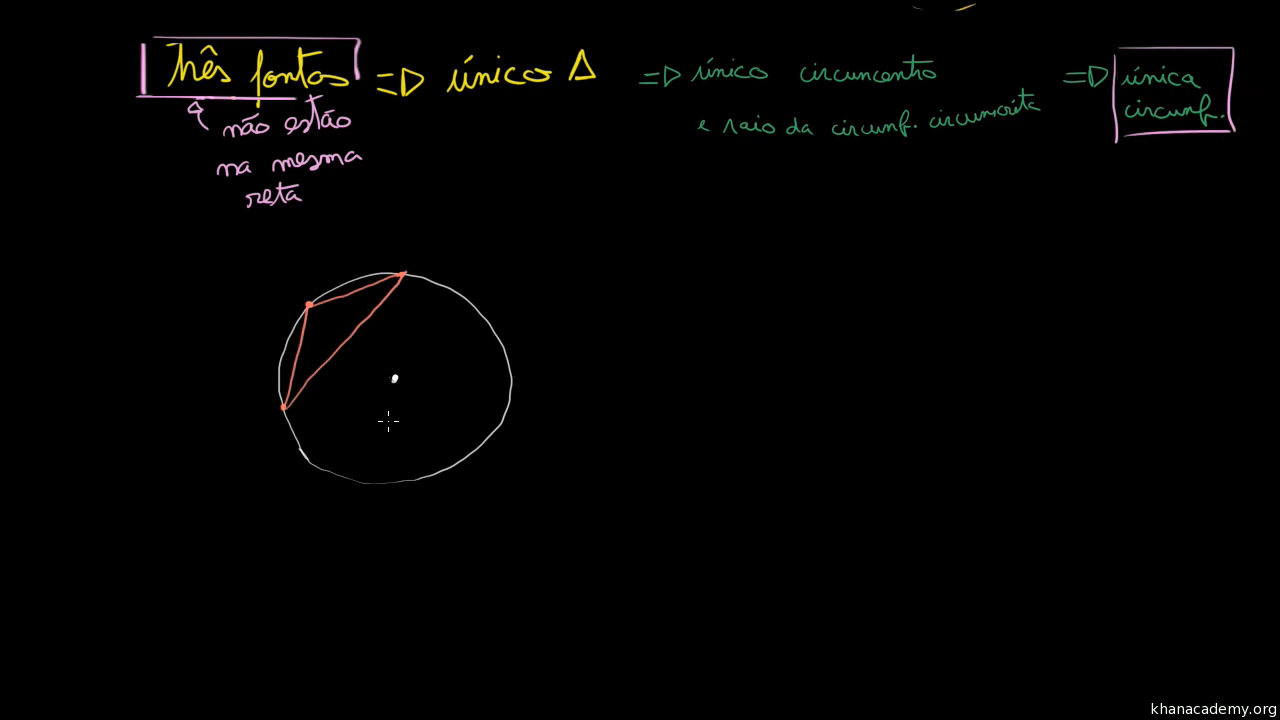 três pontos => único Δ => único circuncentro => única
e raio da circunf. circunscrita circunf.
não estão
na mesma
reta
khanacademy.org